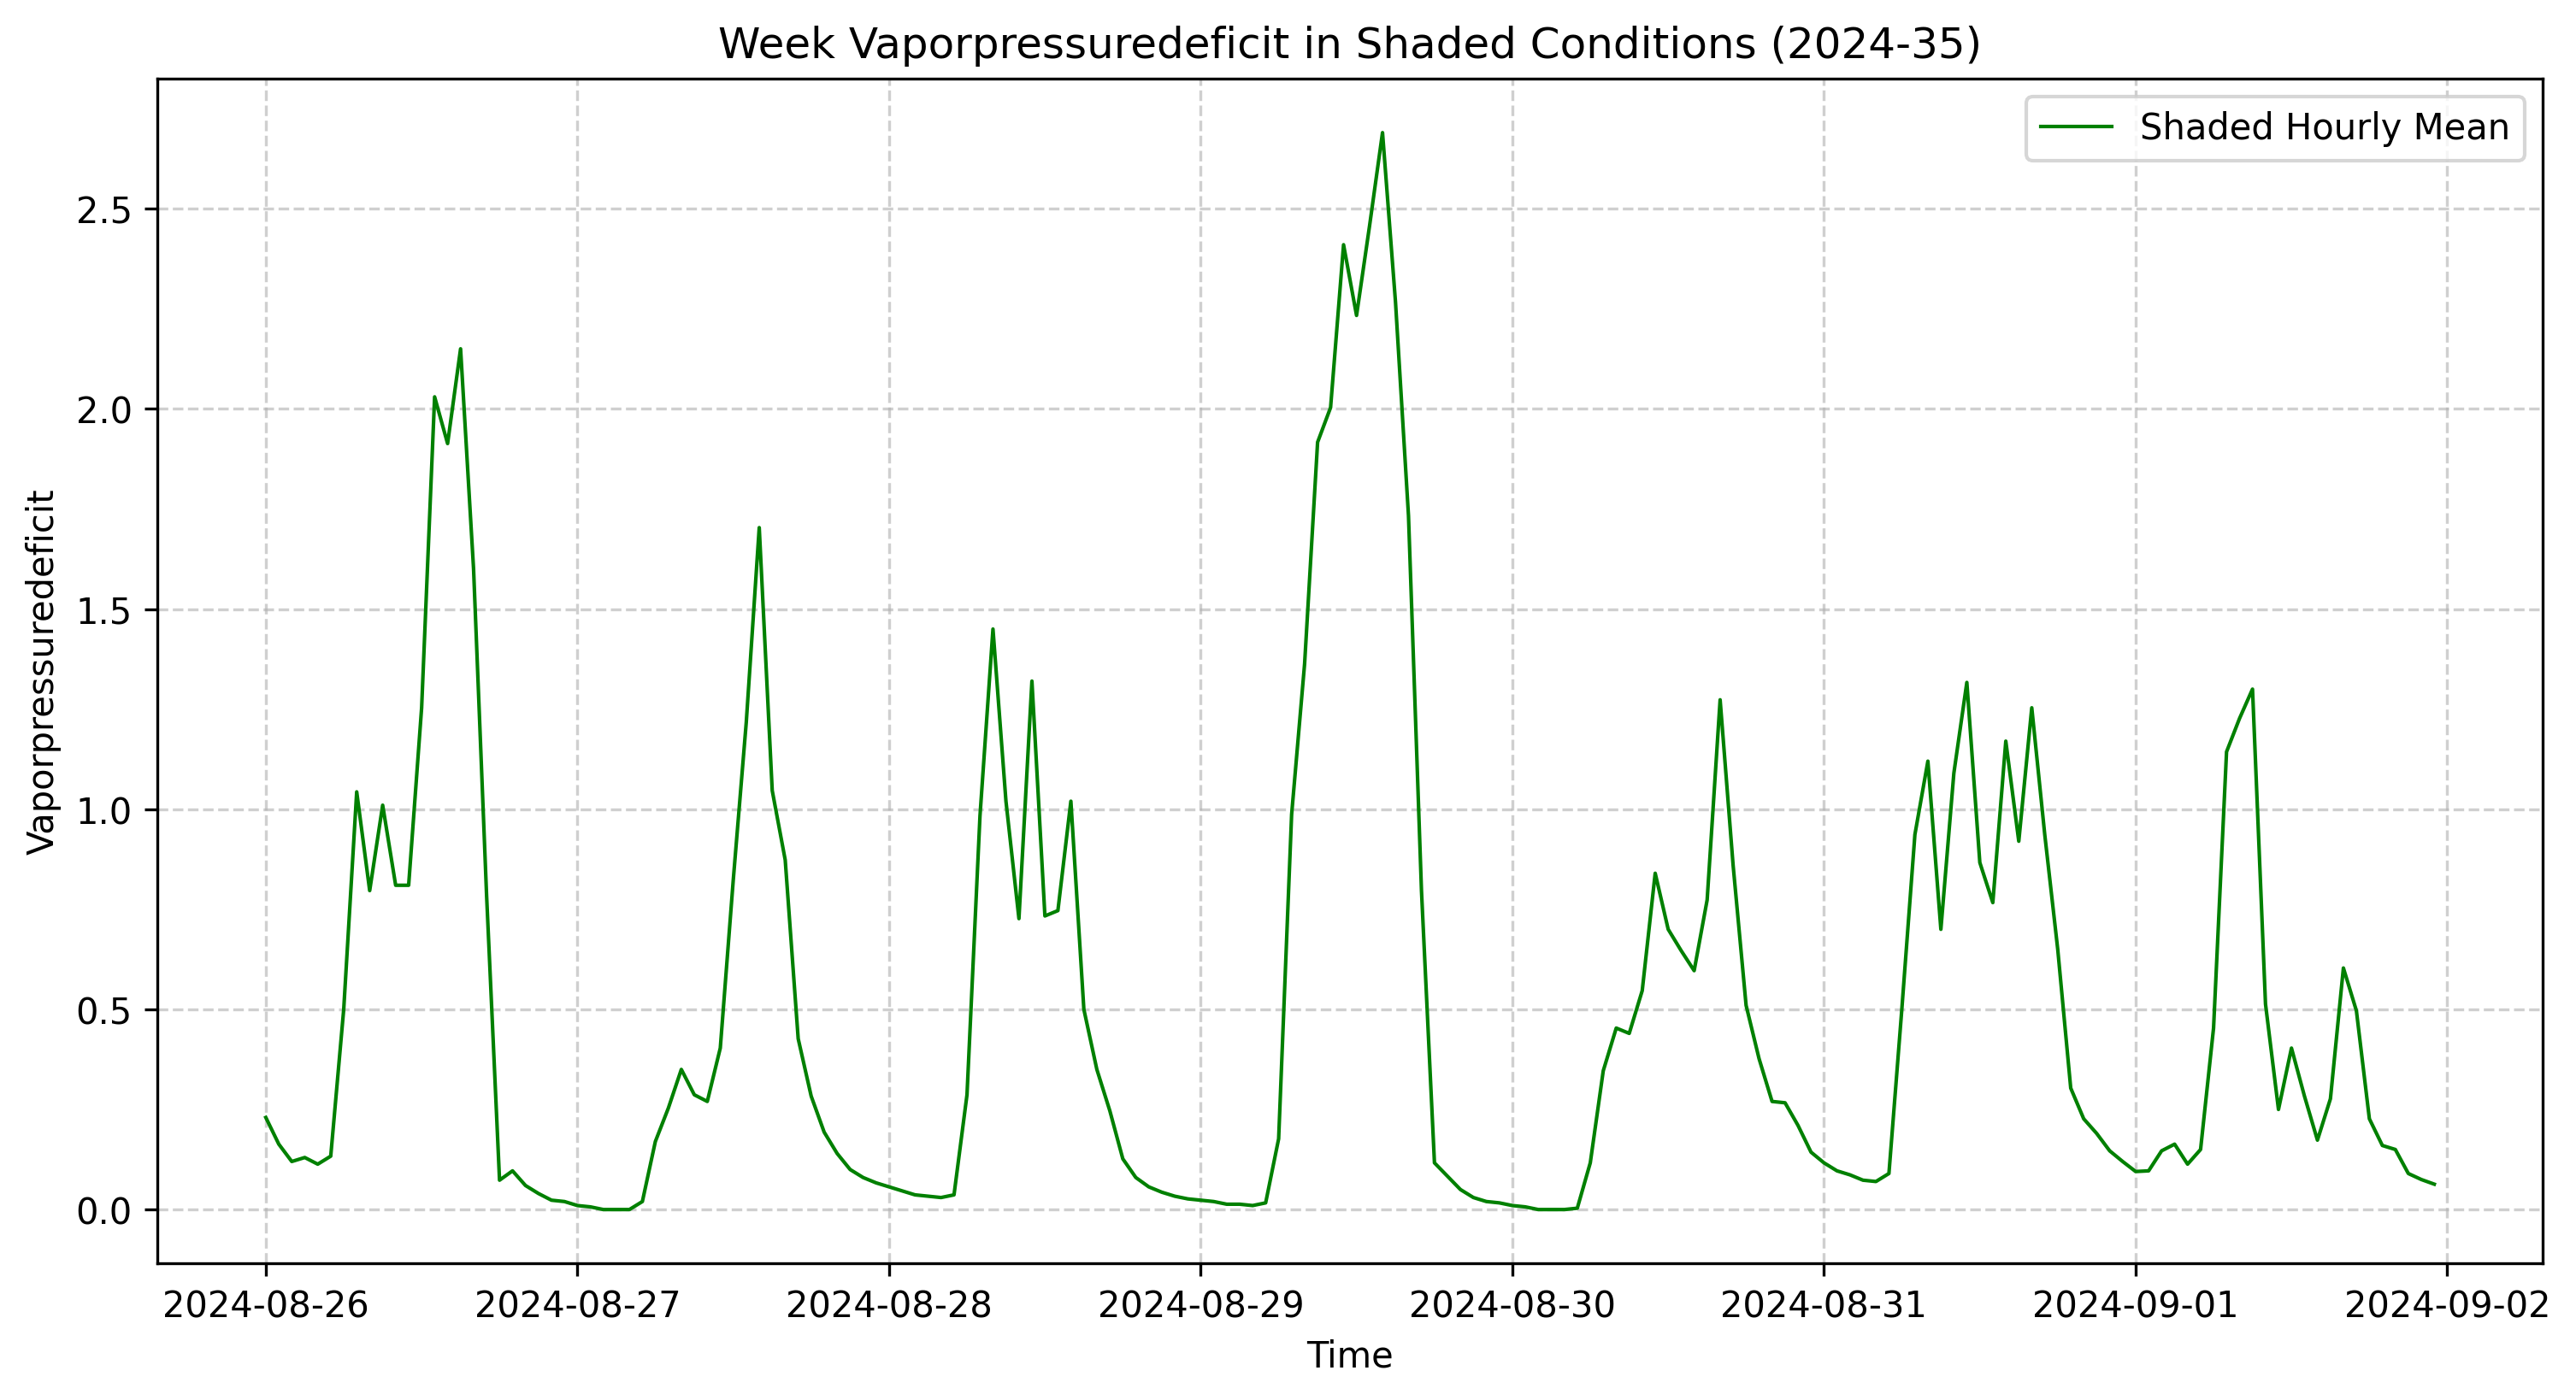 Week Vaporpressuredeficit in Shaded Conditions (2024-35)
Shaded Hourly Mean
Vaporpressuredeficit
2.5
2.0
1.5
1.0
0.5
0.0
2024-08-26 2024-08-27 2024-08-28 2024-08-29 2024-08-30 2024-08-31 2024-09-01 2024-09-02
Time